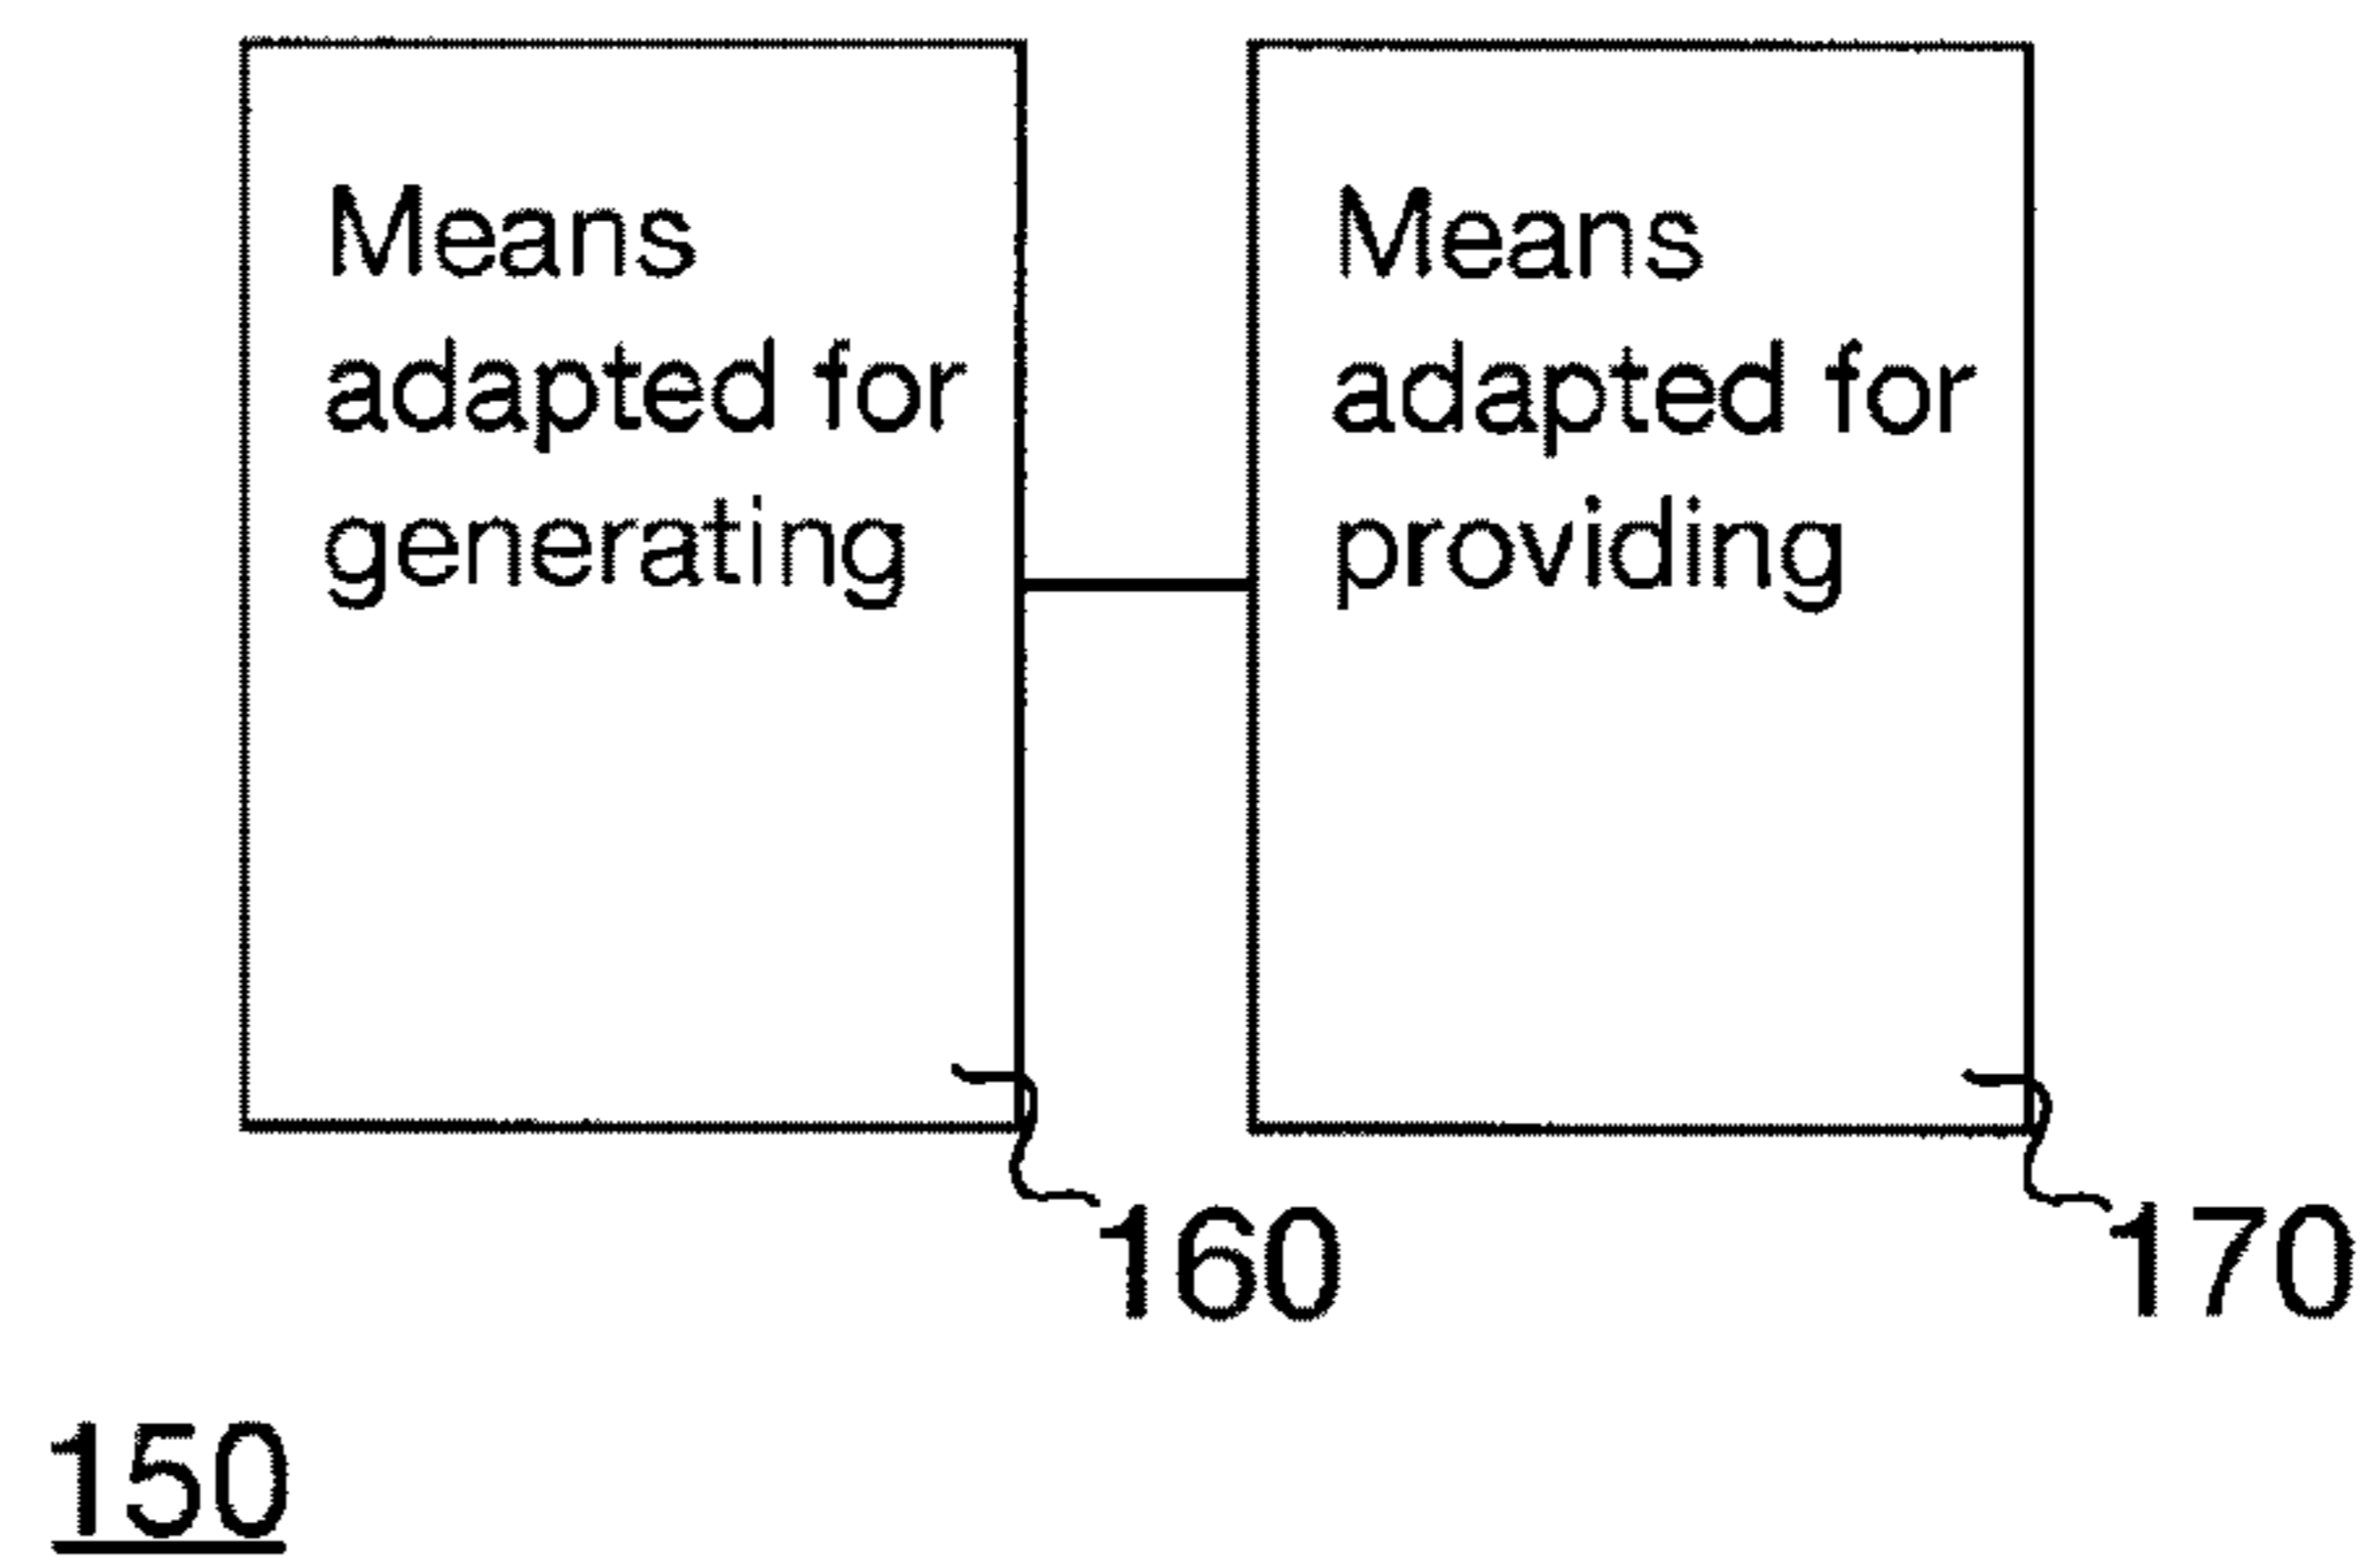 Means
adapted for
generating
Means
adapted for
providing
160
170
150